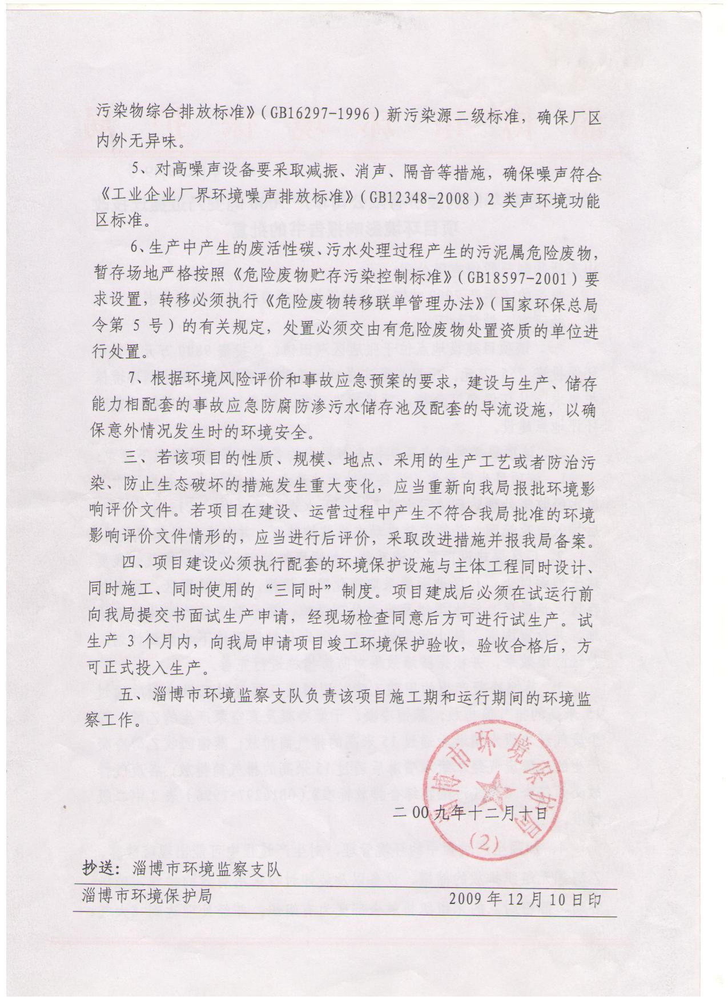 污染物综合排放标准》（GB16297-1996）新污染源二级标准，确保厂区
内外无异味。
5、对高噪声设备要采取减振、消声、隔音等措施，确保噪声符合
《工业企业厂界环境噪声排放标准》（GB12348-2008）2 类声环境功能
区标准。
6、生产中产生的废活性碳、污水处理过程产生的污泥属危险废物，
暂存场地严格按照《危险废物贮存污染控制标准》（GB18597-2001）要
求设置，转移必须执行《危险废物转移联单管理办法》（国家环保总局
令第 5 号）的有关规定，处置必须交由有危险废物处置资质的单位进
行处置。
7、根据环境风险评价和事故应急预案的要求，建设与生产、储存
能力相配套的事故应急防腐防渗污水储存池及配套的导流设施，以确
保意外情况发生时的环境安全。
三、若该项目的性质、规模、地点、采用的生产工艺或者防治污
染、防止生态破坏的措施发生重大变化，应当重新向我局报批环境影
响评价文件。若项目在建设、运营过程中产生不符合我局批准的环境
影响评价文件情形的，应当进行后评价，采取改进措施并报我局备案。
四、项目建设必须执行配套的环境保护设施与主体工程同时设计、
同时施工、同时使用的“三同时”制度。项目建成后必须在试运行前
向我局提交书面试生产申请，经现场检查同意后方可进行试生产。试
生产 3 个月内，向我局申请项目竣工环境保护验收，验收合格后，方
可正式投入生产。
五、淄博市环境监察支队负责该项目施工期和运行期间的环境监
察工作。
淄博市环境保护局
（2）
二00九年十二月十日
抄送：淄博市环境监察支队
淄博市环境保护局 2009 年 12 月 10 日印